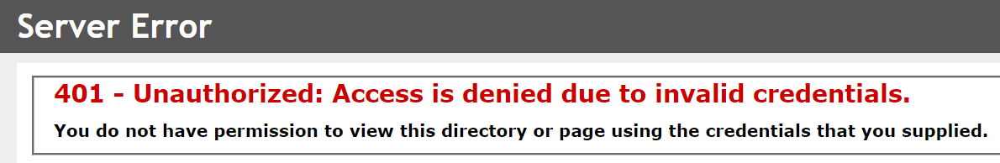 Server Error
401 - Unauthorized: Access is denied due to invalid credentials.
You do not have permission to view this directory or page using the credentials that you supplied.